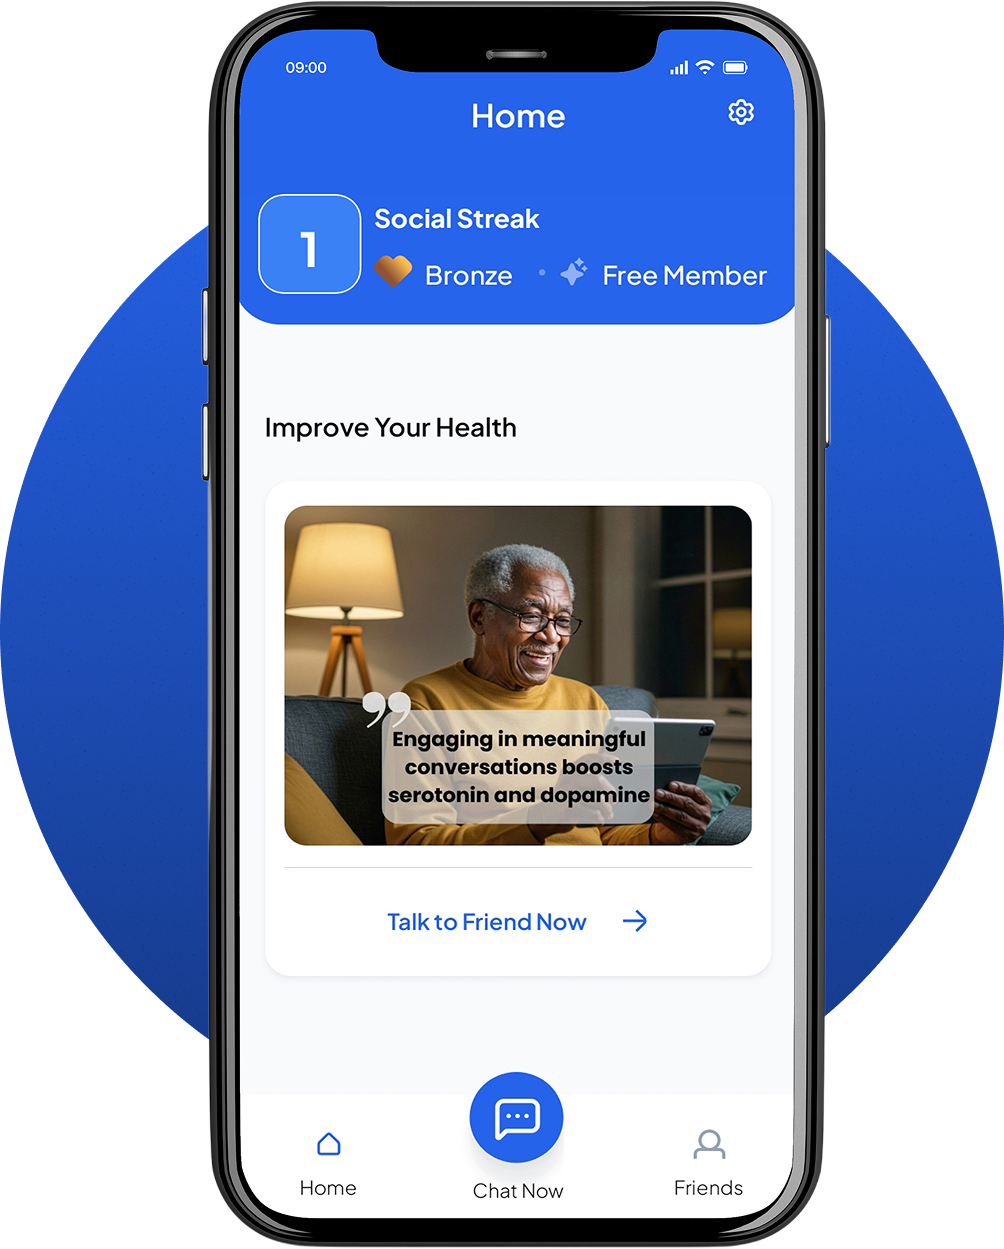 09:00
Home
1
Social Streak
Bronze • Free Member
Improve Your Health
”
Engaging in meaningful
conversations boosts
serotonin and dopamine
Talk to Friend Now →
Home
Chat Now
Friends